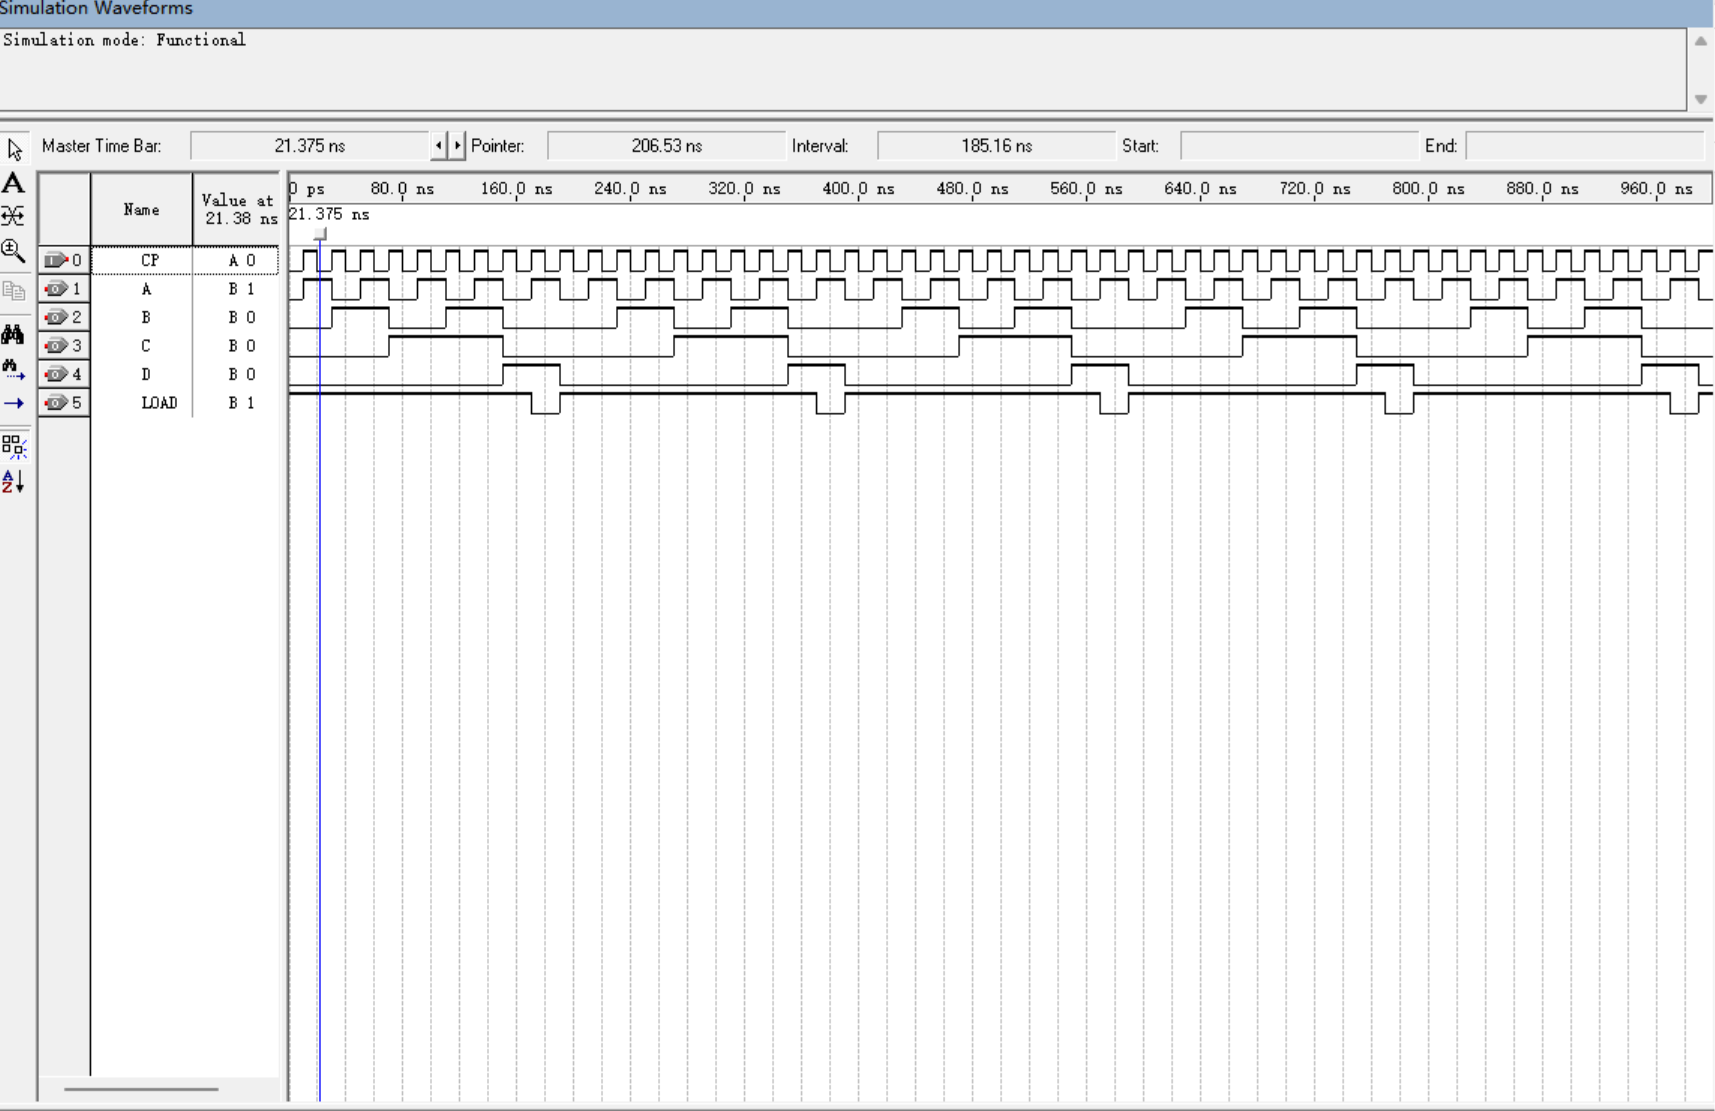 Simulation Waveforms
Simulation mode: Functional
Master Time Bar: 21.375 ns Pointer: 206.53 ns Interval: 185.16 ns Start: End:
Name Value at 21.38 ns
0 ps 80.0 ns 160.0 ns 240.0 ns 320.0 ns 400.0 ns 480.0 ns 560.0 ns 640.0 ns 720.0 ns 800.0 ns 880.0 ns 960.0 ns
21.375 ns
0 CP A 0
1 A B 1
2 B B 0
3 C B 0
4 D B 0
5 LOAD B 1